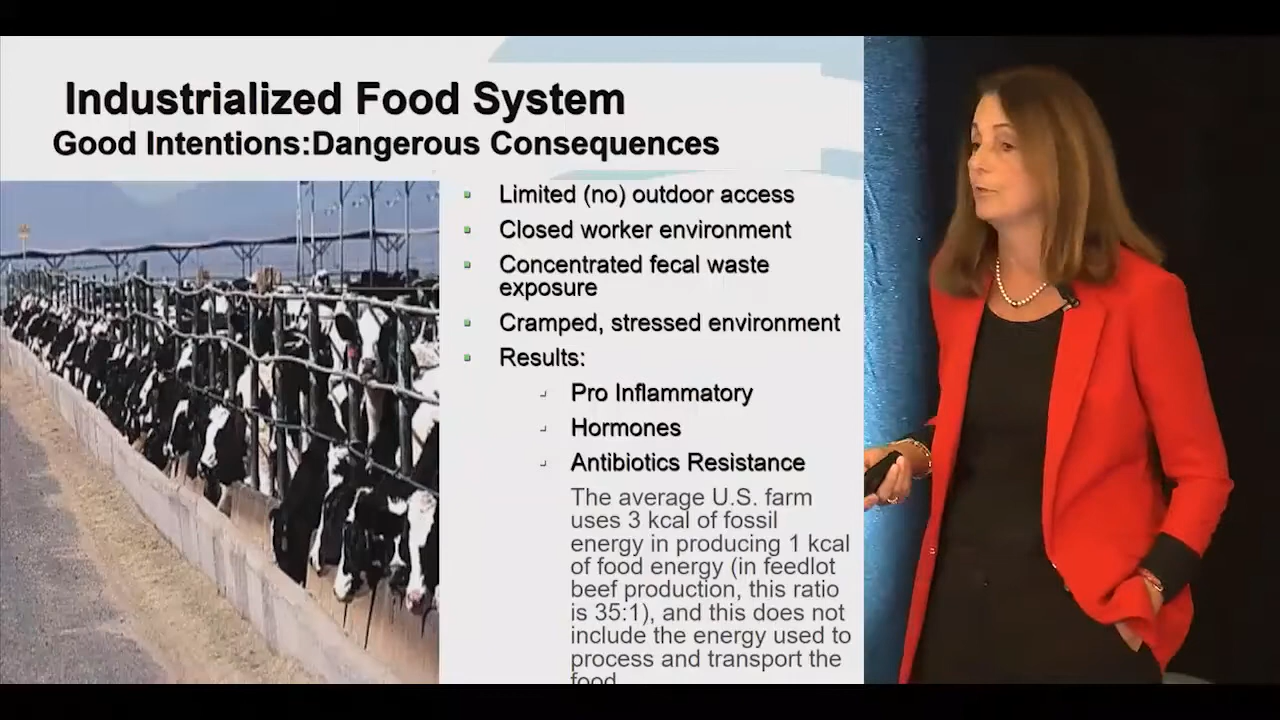 Industrialized Food System
Good Intentions:Dangerous Consequences
Limited (no) outdoor access
Closed worker environment
Concentrated fecal waste
exposure
Cramped, stressed environment
Results:
Pro Inflammatory
Hormones
Antibiotics Resistance
The average U.S. farm
uses 3 kcal of fossil
energy in producing 1 kcal
of food energy (in feedlot
beef production, this ratio
is 35:1), and this does not
include the energy used to
process and transport the
food